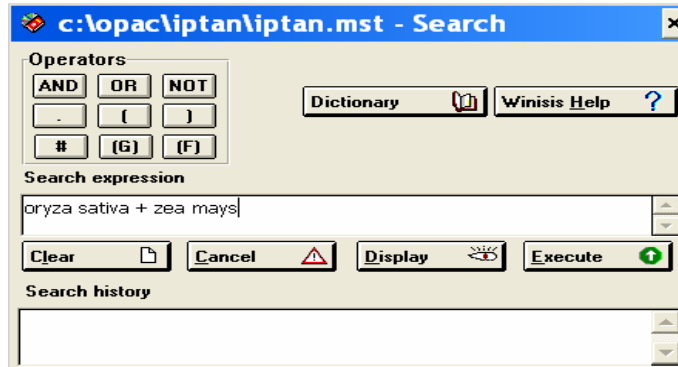 c:\opac\iptan\iptan.mst - Search
Operators
AND OR NOT
. ( )
# (G) (F)
Dictionary Winisis Help ?
Search expression
oryza sativa + zea mays
Clear Cancel Display Execute
Search history